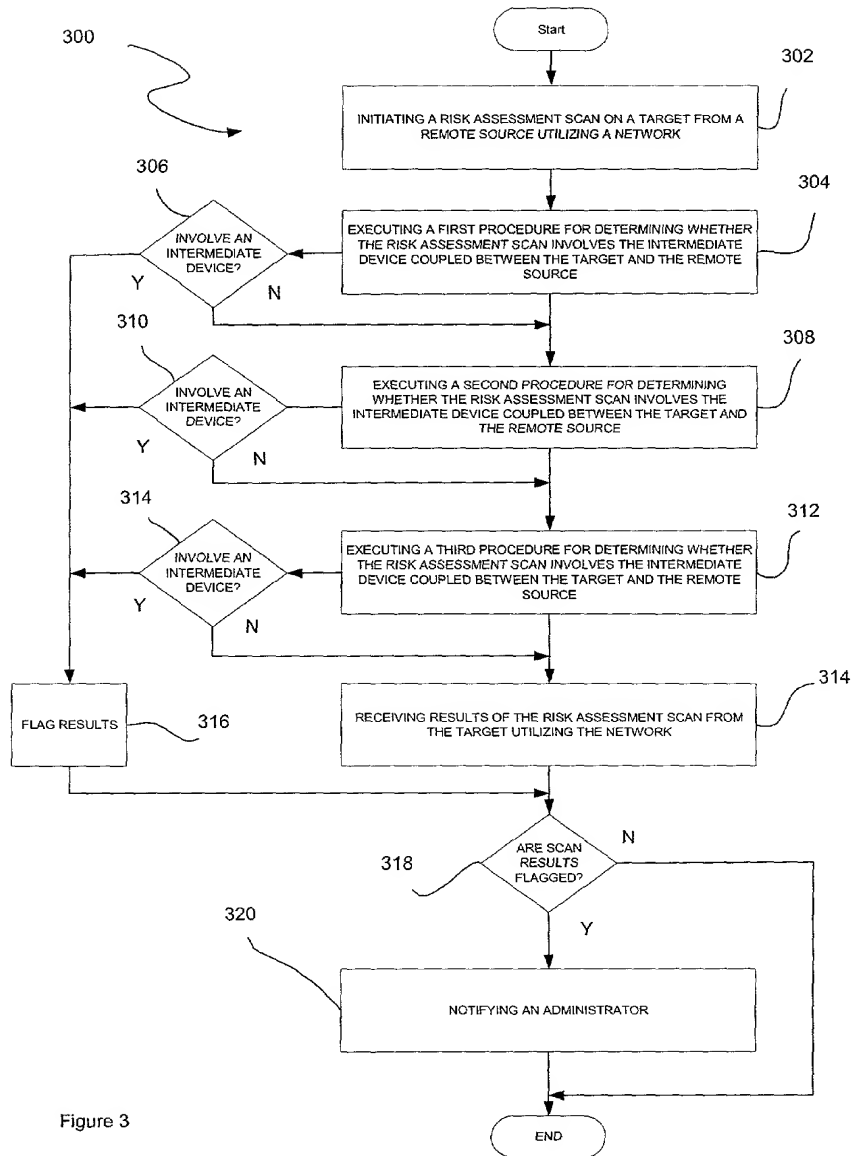 Start
300
302
INITIATING A RISK ASSESSMENT SCAN ON A TARGET FROM A
REMOTE SOURCE UTILIZING A NETWORK
306
304
INVOLVE AN
INTERMEDIATE
DEVICE?
EXECUTING A FIRST PROCEDURE FOR DETERMINING WHETHER
THE RISK ASSESSMENT SCAN INVOLVES THE INTERMEDIATE
DEVICE COUPLED BETWEEN THE TARGET AND THE REMOTE
SOURCE
Y
N
310
308
INVOLVE AN
INTERMEDIATE
DEVICE?
EXECUTING A SECOND PROCEDURE FOR DETERMINING
WHETHER THE RISK ASSESSMENT SCAN INVOLVES THE
INTERMEDIATE DEVICE COUPLED BETWEEN THE TARGET AND
THE REMOTE SOURCE
Y
N
314
312
INVOLVE AN
INTERMEDIATE
DEVICE?
EXECUTING A THIRD PROCEDURE FOR DETERMINING WHETHER
THE RISK ASSESSMENT SCAN INVOLVES THE INTERMEDIATE
DEVICE COUPLED BETWEEN THE TARGET AND THE REMOTE
SOURCE
Y
N
FLAG RESULTS
316
RECEIVING RESULTS OF THE RISK ASSESSMENT SCAN FROM
THE TARGET UTILIZING THE NETWORK
314
ARE SCAN
RESULTS
FLAGGED?
N
318
Y
320
NOTIFYING AN ADMINISTRATOR
Figure 3
END